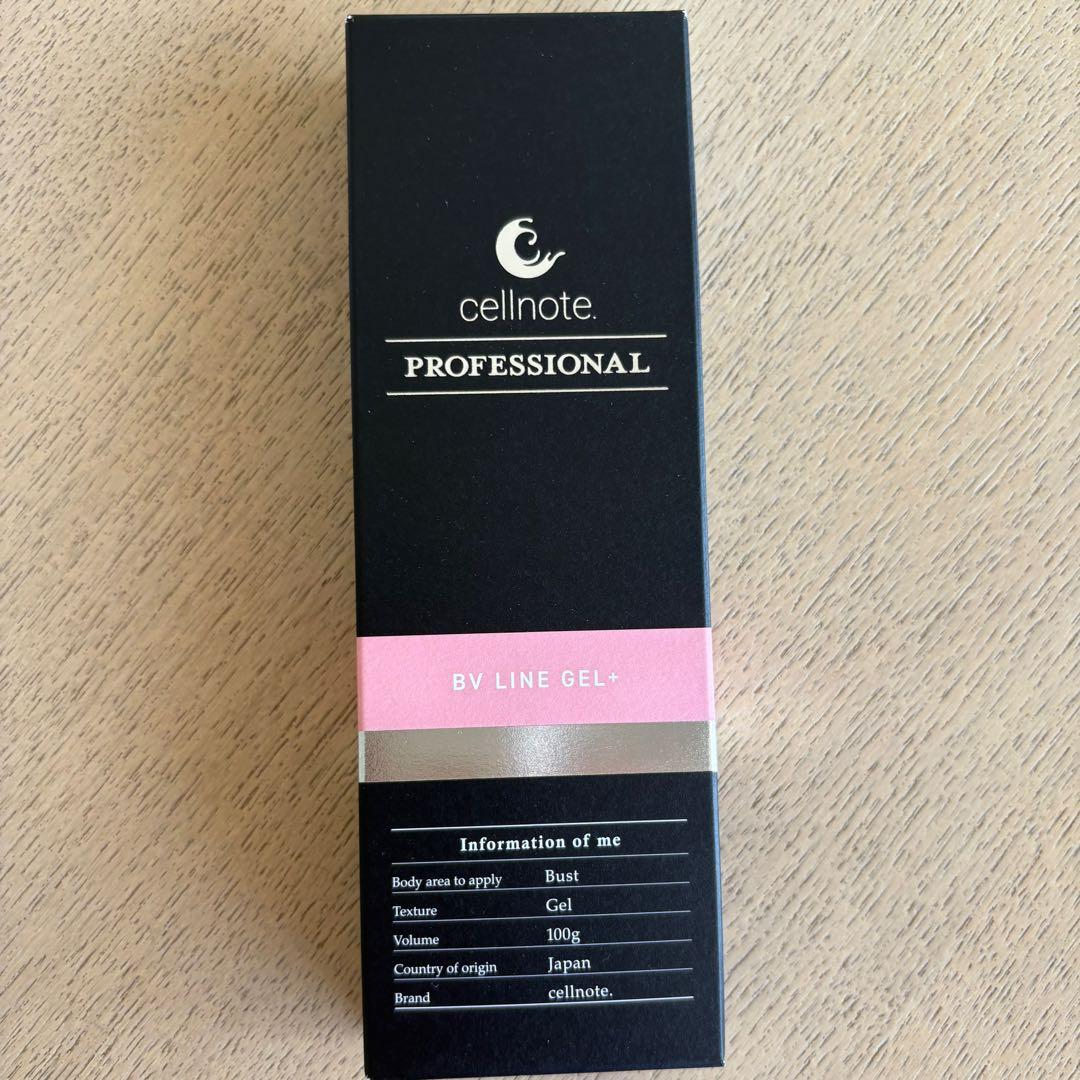 cellnote.
PROFESSIONAL
BV LINE GEL+
Information of me
Body area to apply Bust
Texture Gel
Volume 100g
Country of origin Japan
Brand cellnote.